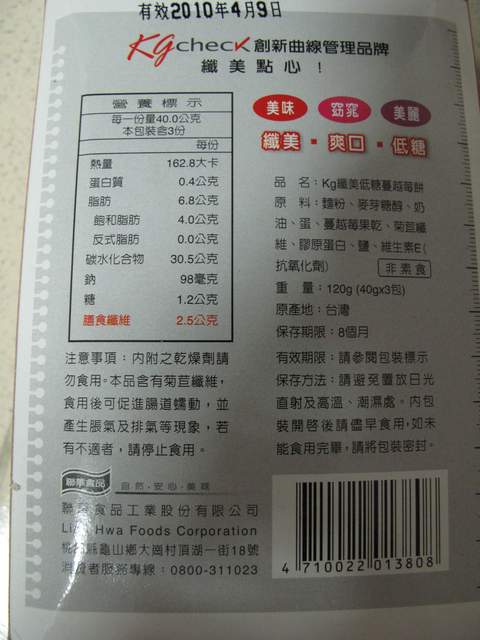 有效2010年4月9日
Kgcheck 創新曲線管理品牌
纖美點心！
營養標示
每一份量40.0公克
本包裝含3份
每份
熱量 162.8大卡
蛋白質 0.4公克
脂肪 6.8公克
飽和脂肪 4.0公克
反式脂肪 0.0公克
碳水化合物 30.5公克
鈉 98毫克
糖 1.2公克
膳食纖維 2.5公克
注意事項：內附之乾燥劑請
勿食用。本品含有菊苣纖維，
食用後可促進腸道蠕動，並
產生脹氣及排氣等現象，若
有不適者，請停止食用。
美味 窈窕 美麗
纖美・爽口・低糖
品 名：Kg纖美低糖蔓越莓餅
原 料：麵粉、麥芽糖醇、奶
油、蛋、蔓越莓果乾、菊苣纖
維、膠原蛋白、鹽、維生素E(
抗氧化劑) 非素食
重 量：120g (40gx3包)
原產地：台灣
保存期限：8個月
有效期限：請參閱包裝標示
保存方法：請避免置放日光
直射及高溫、潮濕處。內包
裝開啓後請儘早食用，如未
能食用完畢，請將包裝密封。
聯華食品 自然・安心・美味
聯華食品工業股份有限公司
Lian Hwa Foods Corporation
桃園縣龜山鄉大崗村頂湖一街18號
消費者服務專線：0800-311023
4 710022 013808